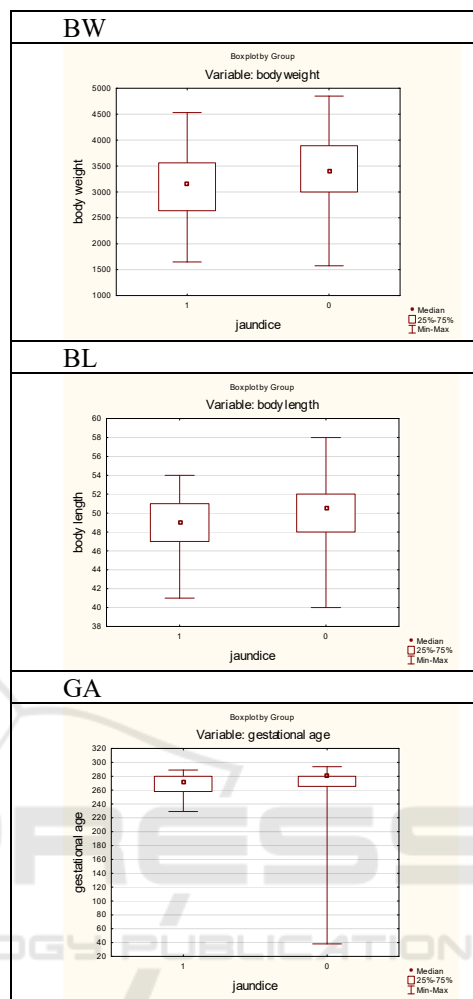 BW
Boxplot by Group
Variable: body weight
5000
4500
4000
3500
3000
2500
2000
1500
1000
body weight
1 0
jaundice
Median
25%-75%
Min-Max
BL
Boxplot by Group
Variable: body length
60
58
56
54
52
50
48
46
44
42
40
38
body length
1 0
jaundice
Median
25%-75%
Min-Max
GA
Boxplot by Group
Variable: gestational age
320
300
280
260
240
220
200
180
160
140
120
100
80
60
40
20
gestational age
1 0
jaundice
Median
25%-75%
Min-Max
PRESS
OGY PUBLICATION